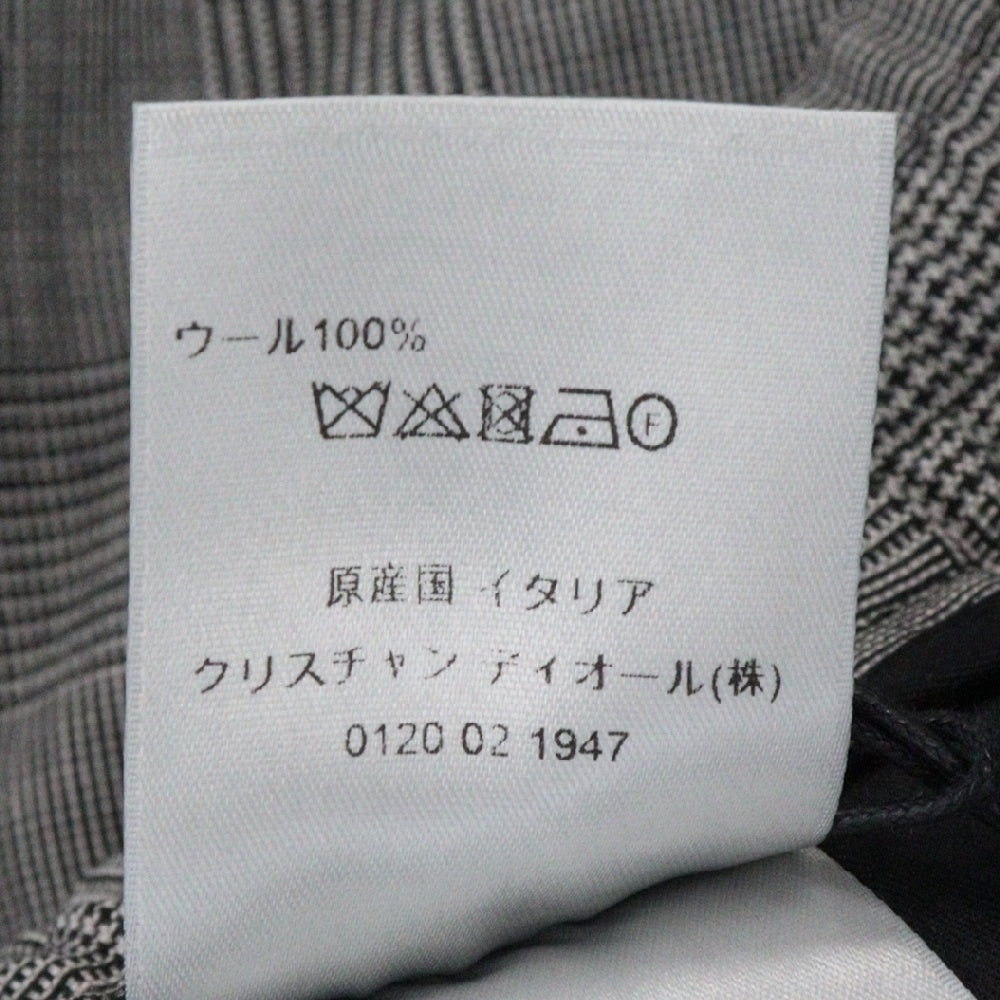 ウール100%
F
原産国 イタリア
クリスチャン ディオール(株)
0120 02 1947